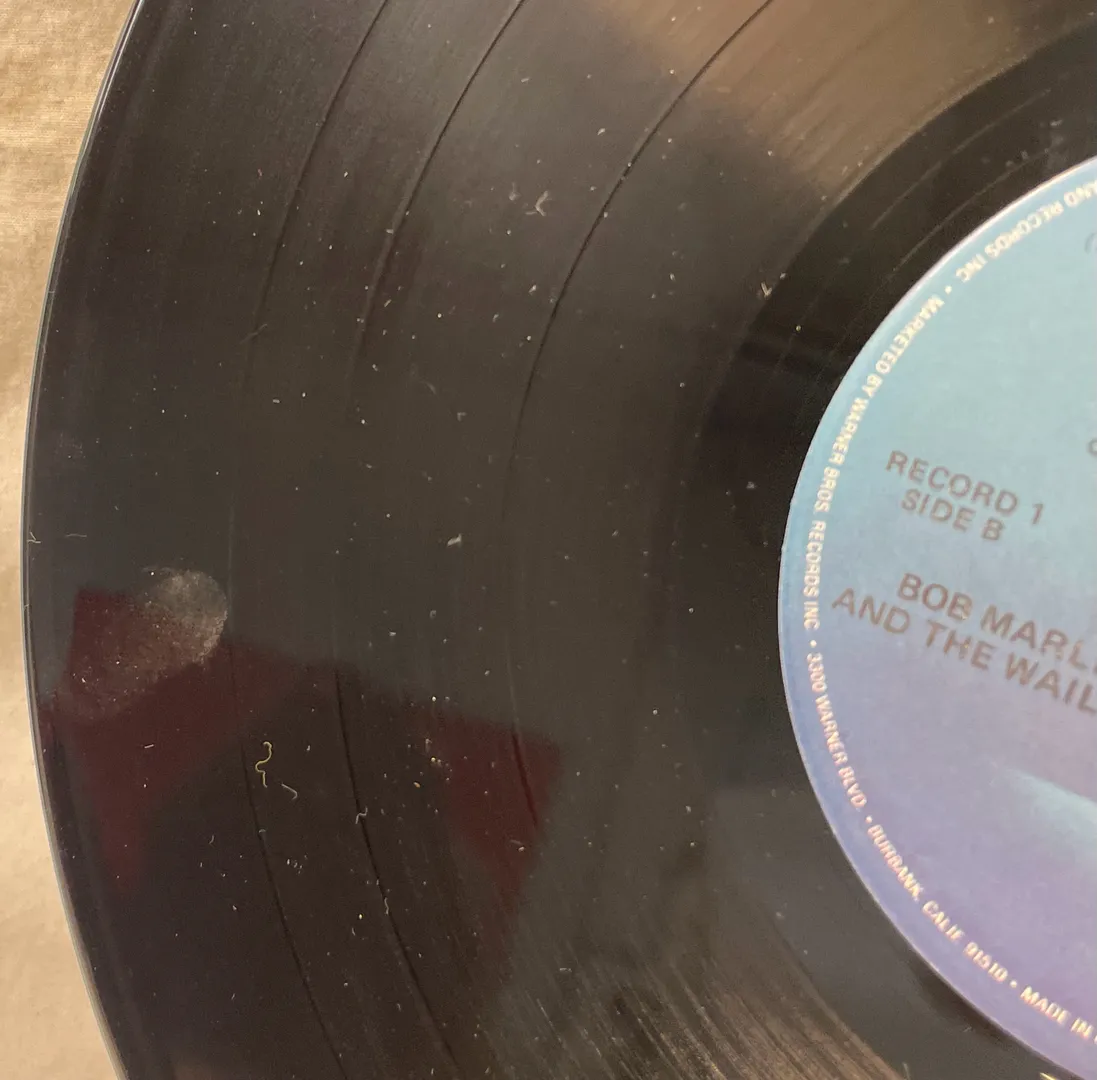 AND RECORDS INC • MARKETED BY WARNER BROS. RECORDS INC • 3300 WARNER BLVD. • BURBANK, CALIF. 91510 • MADE IN
RECORD 1
SIDE B
BOB MARL
AND THE WAIL